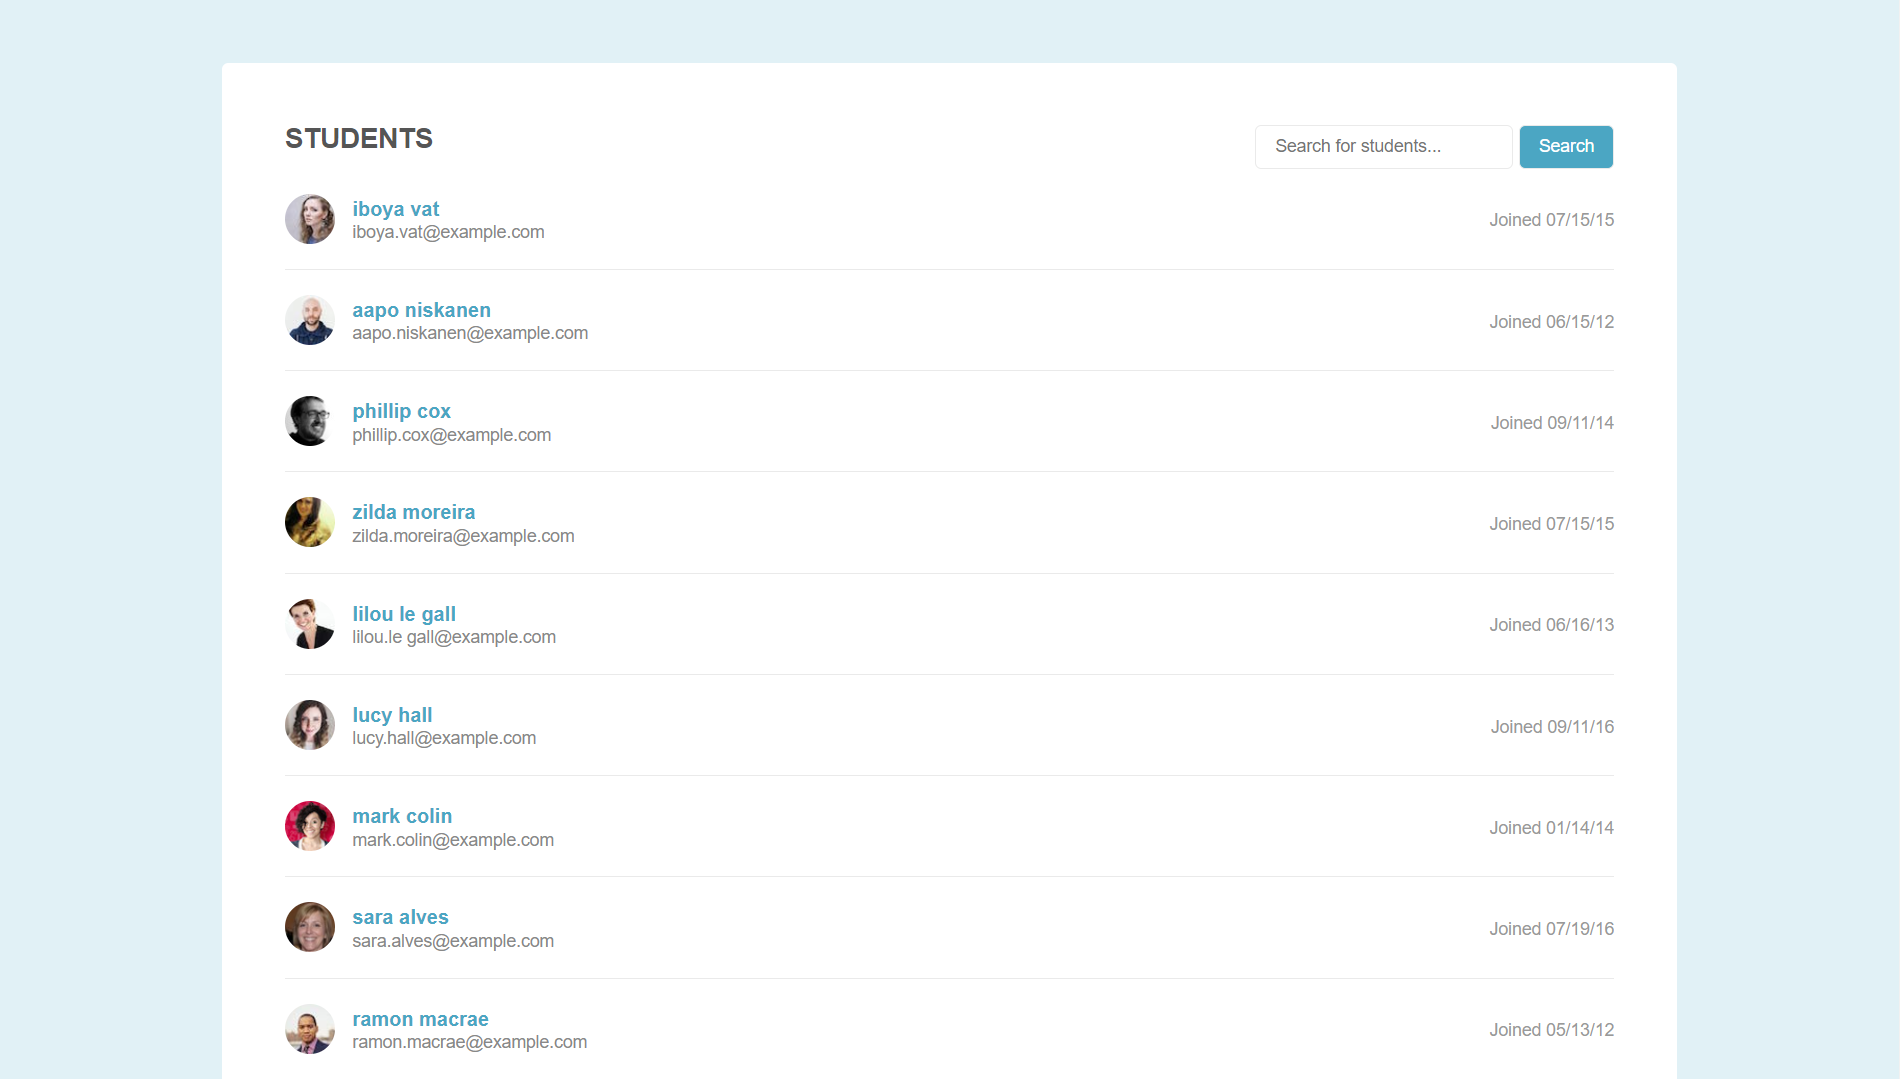 STUDENTS
Search for students...
Search
iboya vat
iboya.vat@example.com
Joined 07/15/15
aapo niskanen
aapo.niskanen@example.com
Joined 06/15/12
phillip cox
phillip.cox@example.com
Joined 09/11/14
zilda moreira
zilda.moreira@example.com
Joined 07/15/15
lilou le gall
lilou.le gall@example.com
Joined 06/16/13
lucy hall
lucy.hall@example.com
Joined 09/11/16
mark colin
mark.colin@example.com
Joined 01/14/14
sara alves
sara.alves@example.com
Joined 07/19/16
ramon macrae
ramon.macrae@example.com
Joined 05/13/12